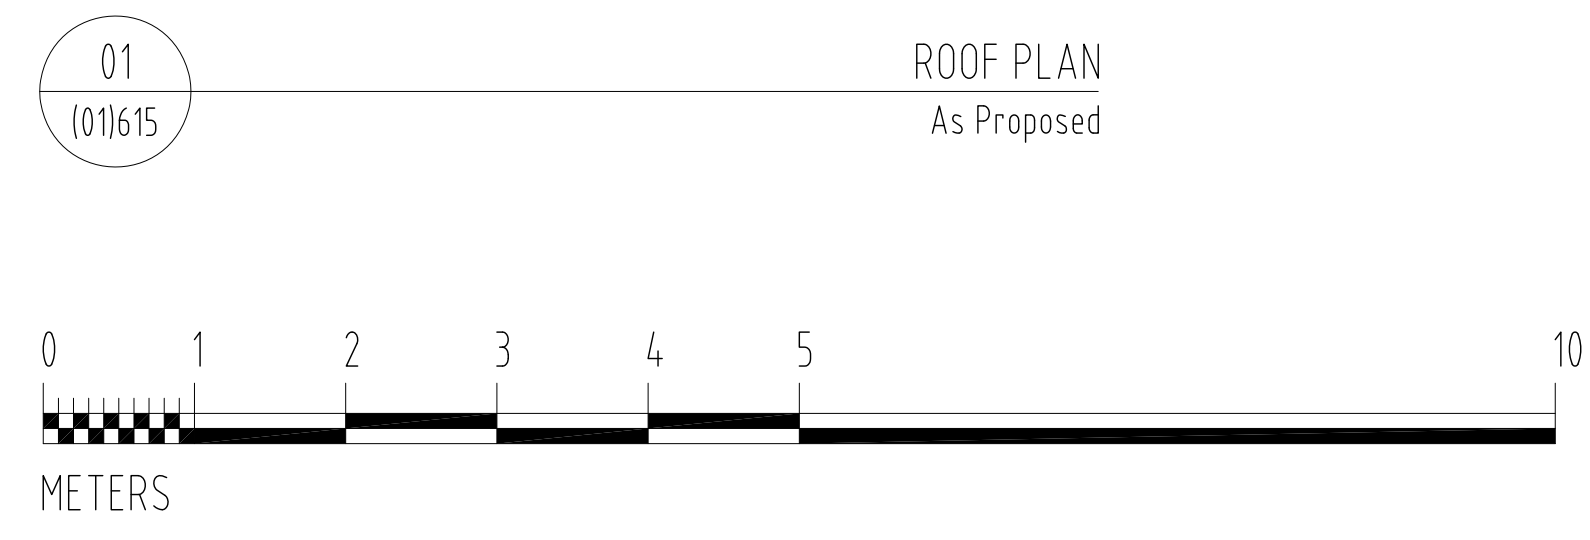 01
(01)615
ROOF PLAN
As Proposed
0 1 2 3 4 5 10
METERS